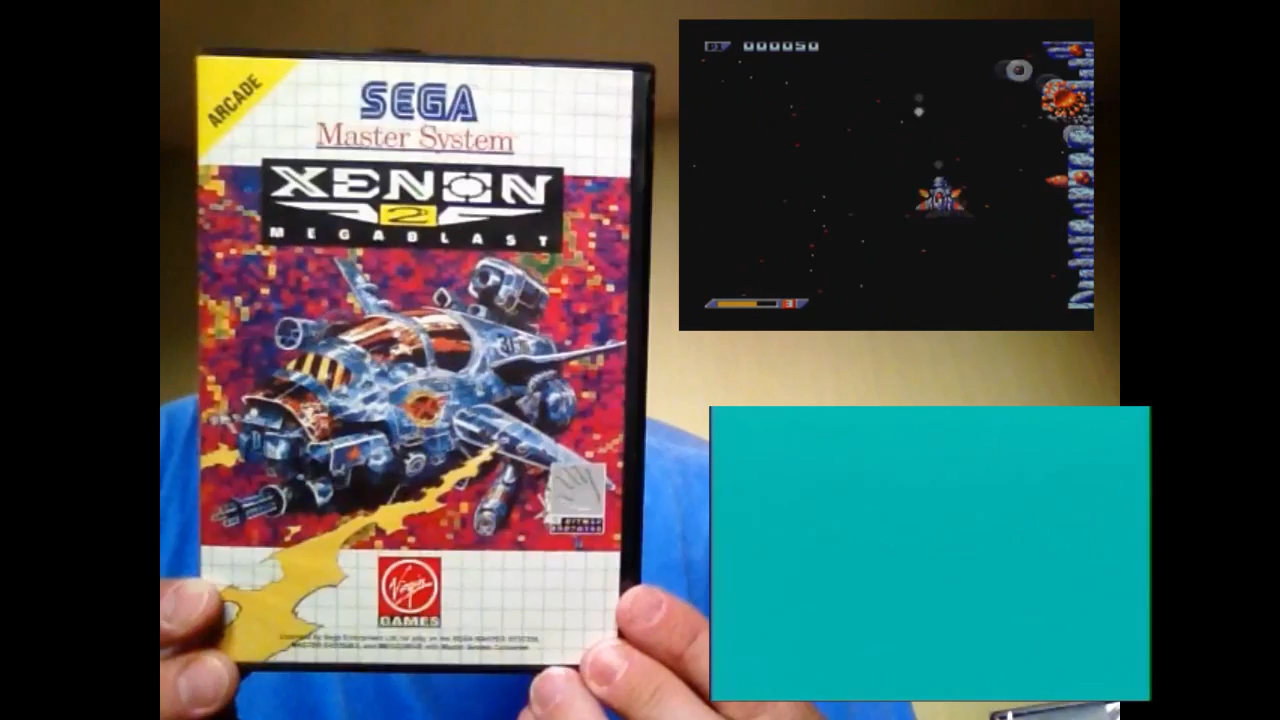 ARCADE
SEGA
Master System
XENON
2
MEGABLAST
Virgin
GAMES
000050